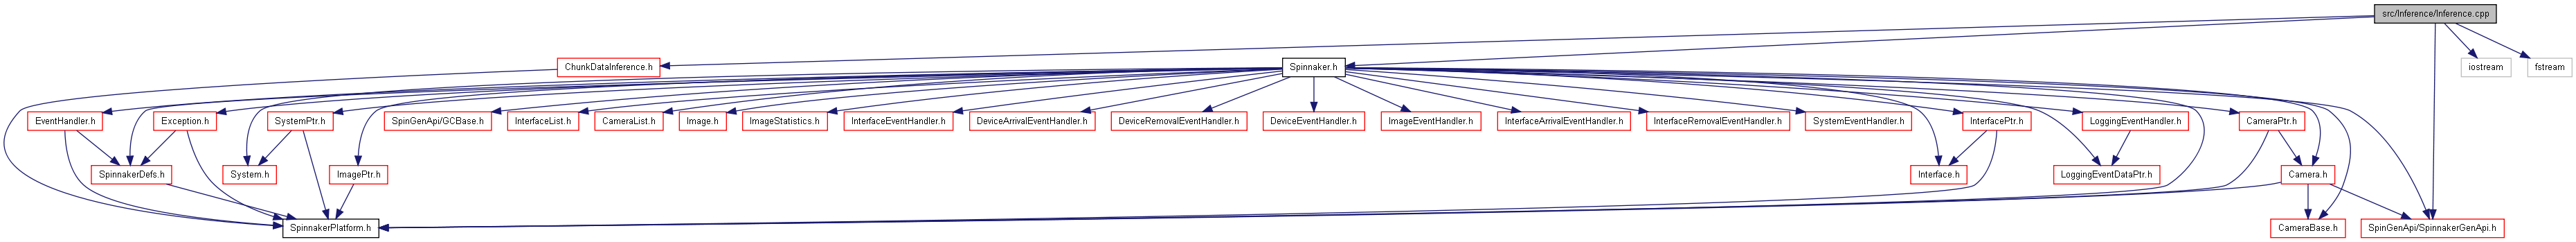 src/Inference/Inference.cpp
ChunkDataInference.h
Spinnaker.h
iostream
fstream
EventHandler.h
Exception.h
SystemPtr.h
SpinGenApi/GCBase.h
InterfaceList.h
CameraList.h
Image.h
ImageStatistics.h
InterfaceEventHandler.h
DeviceArrivalEventHandler.h
DeviceRemovalEventHandler.h
DeviceEventHandler.h
ImageEventHandler.h
InterfaceArrivalEventHandler.h
InterfaceRemovalEventHandler.h
SystemEventHandler.h
InterfacePtr.h
LoggingEventHandler.h
CameraPtr.h
SpinnakerDefs.h
System.h
ImagePtr.h
Interface.h
LoggingEventDataPtr.h
Camera.h
SpinnakerPlatform.h
CameraBase.h
SpinGenApi/SpinnakerGenApi.h